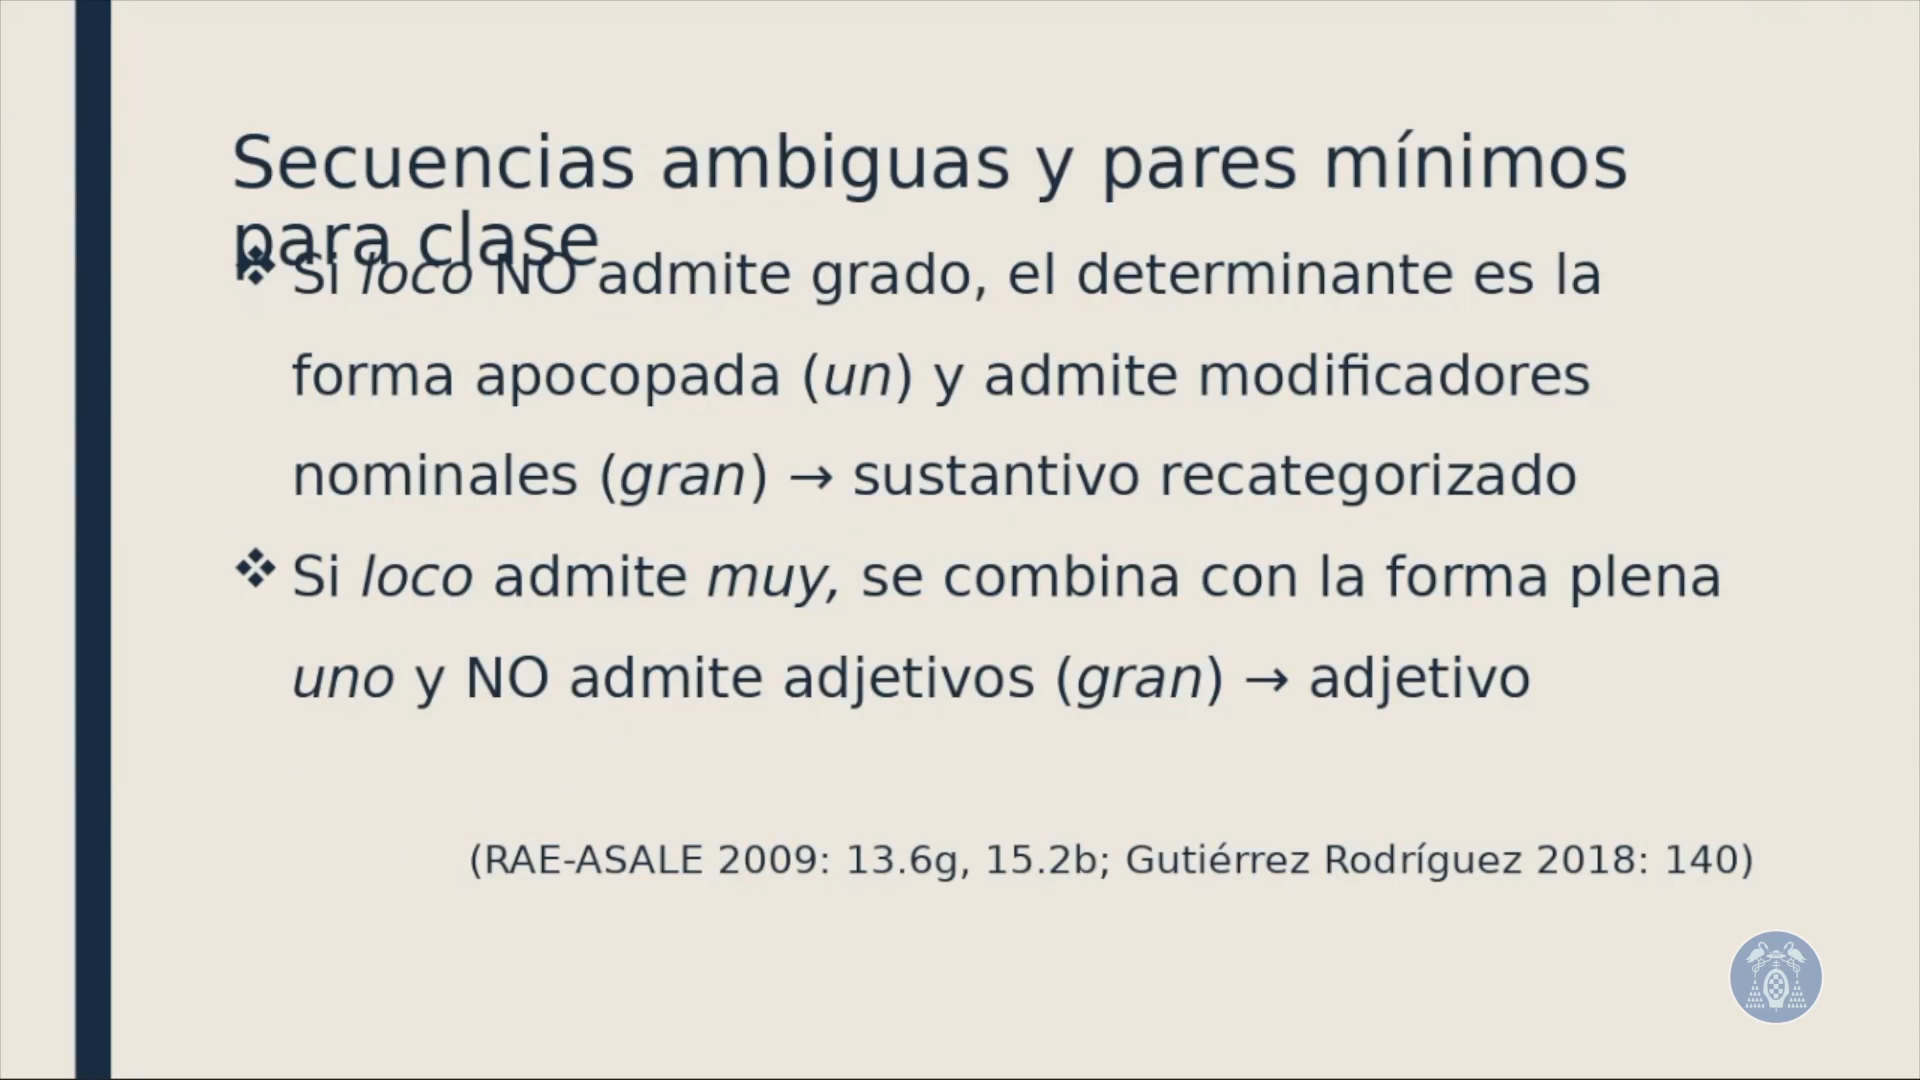 Secuencias ambiguas y pares mínimos
para clase
❖ Si loco NO admite grado, el determinante es la
forma apocopada (un) y admite modificadores
nominales (gran) → sustantivo recategorizado
❖ Si loco admite muy, se combina con la forma plena
uno y NO admite adjetivos (gran) → adjetivo
(RAE-ASALE 2009: 13.6g, 15.2b; Gutiérrez Rodríguez 2018: 140)